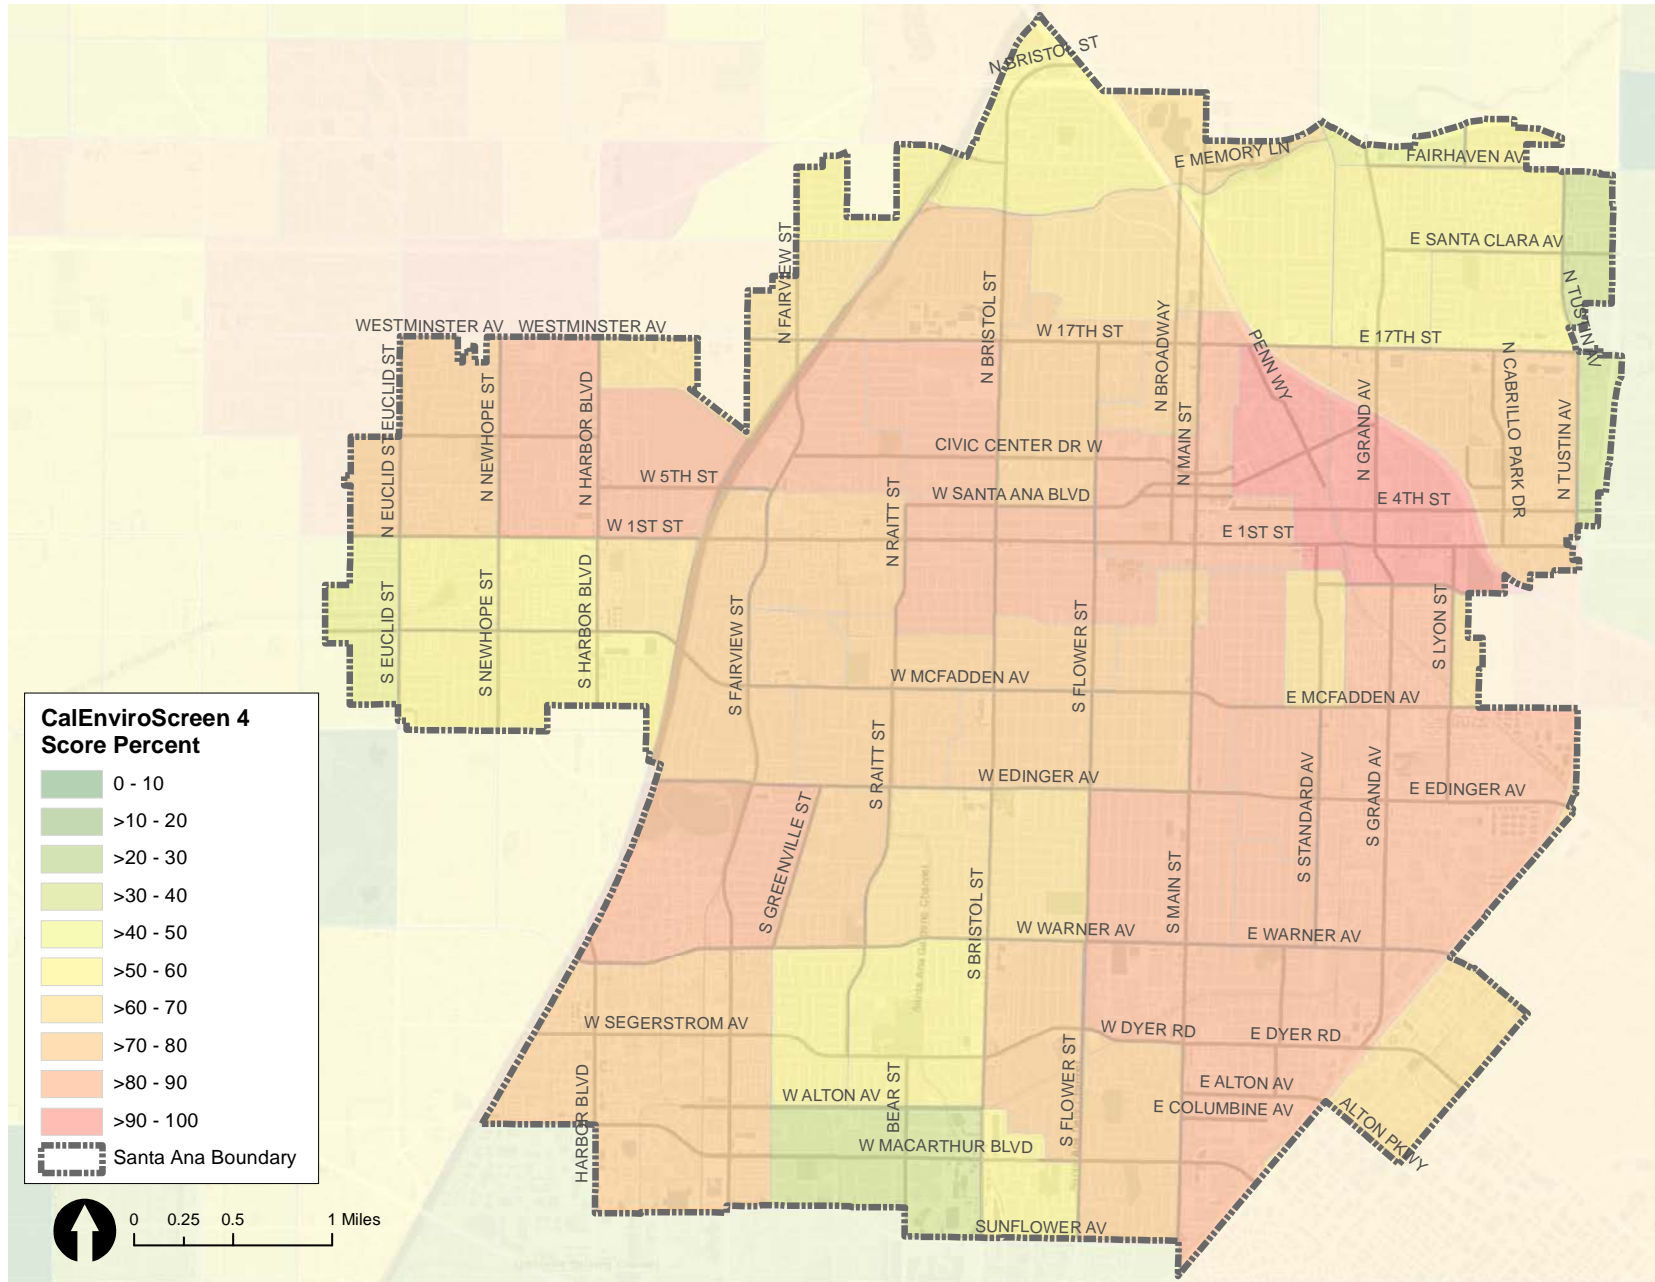 N BRISTOL ST
E MEMORY LN
FAIRHAVEN AV
E SANTA CLARA AV
N FAIRVIEW ST
N TUSTIN AV
N BRISTOL ST
N BROADWAY
WESTMINSTER AV
WESTMINSTER AV
W 17TH ST
E 17TH ST
PENN WY
N EUCLID ST
EUCLID ST
N NEWHOPE ST
N HARBOR BLVD
N MAIN ST
N GRAND AV
N CABRILLO PARK DR
N TUSTIN AV
CIVIC CENTER DR W
W 5TH ST
W SANTA ANA BLVD
E 4TH ST
N RAITT ST
W 1ST ST
E 1ST ST
S EUCLID ST
S NEWHOPE ST
S HARBOR BLVD
S FAIRVIEW ST
S FLOWER ST
S LYON ST
W MCFADDEN AV
E MCFADDEN AV
S RAITT ST
W EDINGER AV
E EDINGER AV
S STANDARD AV
S GRAND AV
S GREENVILLE ST
S BRISTOL ST
S MAIN ST
W WARNER AV
E WARNER AV
Santa Ana Gardens Channel
W SEGERSTROM AV
W DYER RD
E DYER RD
HARBOR BLVD
BEAR ST
S FLOWER ST
W ALTON AV
E ALTON AV
E COLUMBINE AV
ALTON PKWY
W MACARTHUR BLVD
SUNFLOWER AV
CalEnviroScreen 4
Score Percent
0 - 10
>10 - 20
>20 - 30
>30 - 40
>40 - 50
>50 - 60
>60 - 70
>70 - 80
>80 - 90
>90 - 100
Santa Ana Boundary
0 0.25 0.5 1 Miles